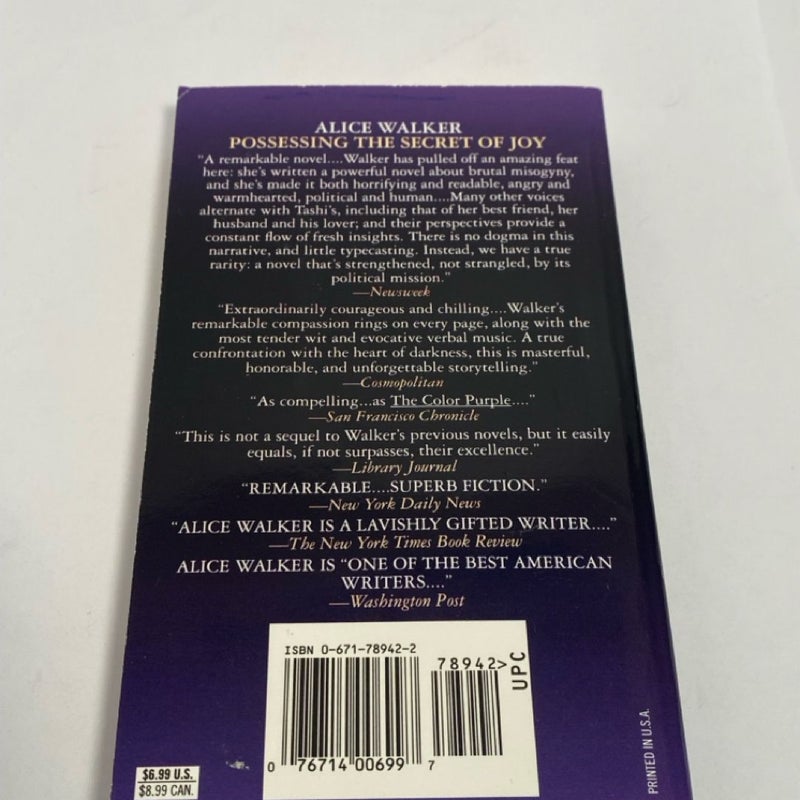 ALICE WALKER
POSSESSING THE SECRET OF JOY
"A remarkable novel....Walker has pulled off an amazing feat
here: she's written a powerful novel about brutal misogyny,
and she's made it both horrifying and readable, angry and
warmhearted, political and human....Many other voices
alternate with Tashi's, including that of her best friend, her
husband and his lover; and their perspectives provide a
constant flow of fresh insights. There is no dogma in this
narrative, and little typecasting. Instead, we have a true
rarity: a novel that's strengthened, not strangled, by its
political mission."
—Newsweek
"Extraordinarily courageous and chilling....Walker's
remarkable compassion rings on every page, along with the
most tender wit and evocative verbal music. A true
confrontation with the heart of darkness, this is masterful,
honorable, and unforgettable storytelling."
—Cosmopolitan
"As compelling...as The Color Purple...."
—San Francisco Chronicle
"This is not a sequel to Walker's previous novels, but it easily
equals, if not surpasses, their excellence."
—Library Journal
"REMARKABLE....SUPERB FICTION."
—New York Daily News
"ALICE WALKER IS A LAVISHLY GIFTED WRITER...."
—The New York Times Book Review
ALICE WALKER IS "ONE OF THE BEST AMERICAN
WRITERS...."
—Washington Post
ISBN 0-671-78942-2
78942>
UPC
0 76714 00699 7
$6.99 U.S.
$8.99 CAN.
PRINTED IN U.S.A.